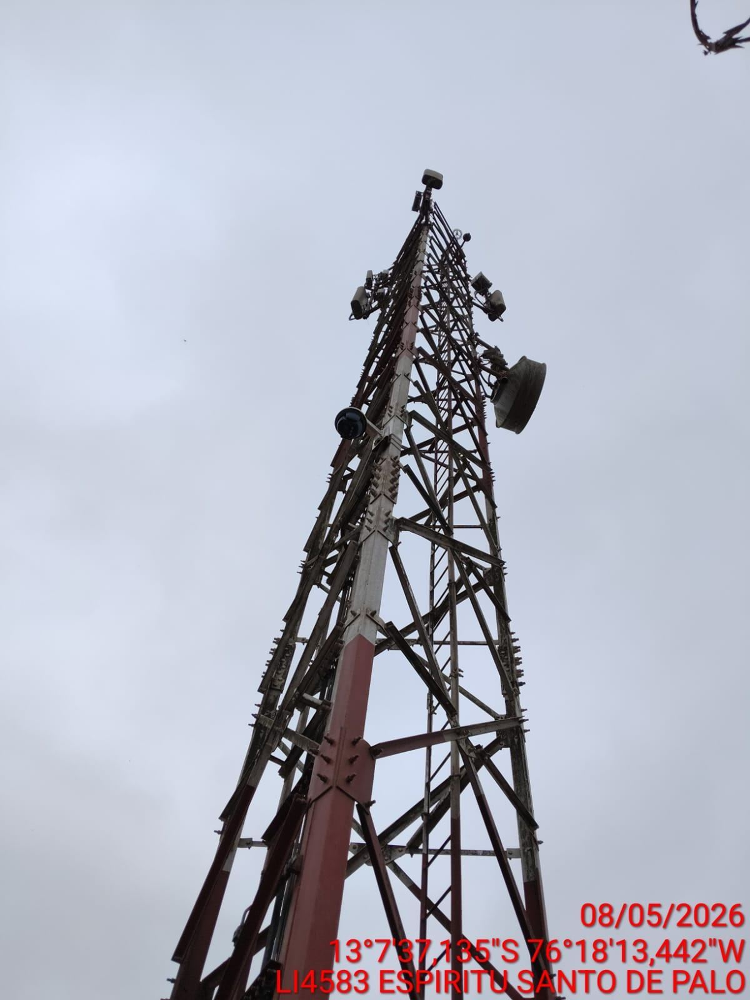 08/05/2026
13°7'37,135"S 76°18'13,442"W
LI4583 ESPIRITU SANTO DE PALO